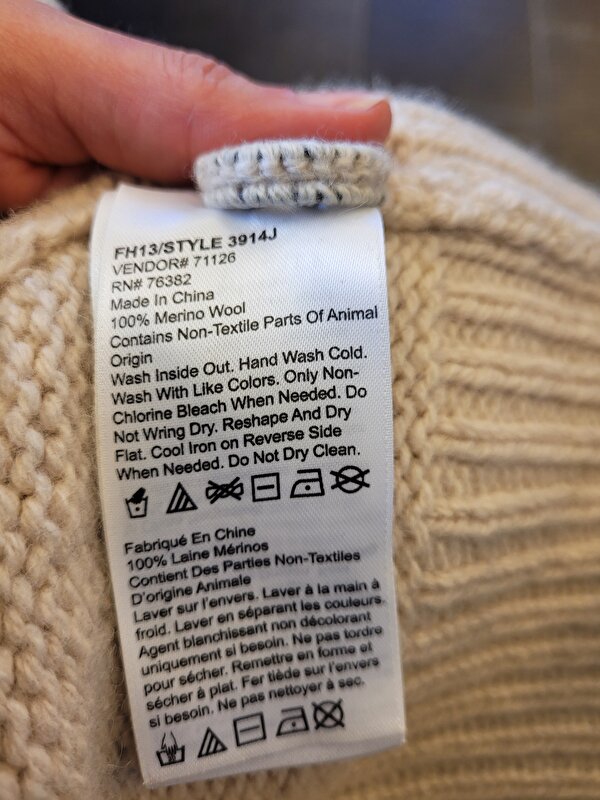 FH13/STYLE 3914J
VENDOR# 71126
RN# 76382
Made In China
100% Merino Wool
Contains Non-Textile Parts Of Animal
Origin
Wash Inside Out. Hand Wash Cold.
Wash With Like Colors. Only Non-
Chlorine Bleach When Needed. Do
Not Wring Dry. Reshape And Dry
Flat. Cool Iron on Reverse Side
When Needed. Do Not Dry Clean.
Fabriqué En Chine
100% Laine Mérinos
Contient Des Parties Non-Textiles
D'origine Animale
Laver sur l'envers. Laver à la main à
froid. Laver en séparant les couleurs.
Agent blanchissant non décolorant
uniquement si besoin. Ne pas tordre
pour sécher. Remettre en forme et
sécher à plat. Fer tiède sur l'envers
si besoin. Ne pas nettoyer à sec.